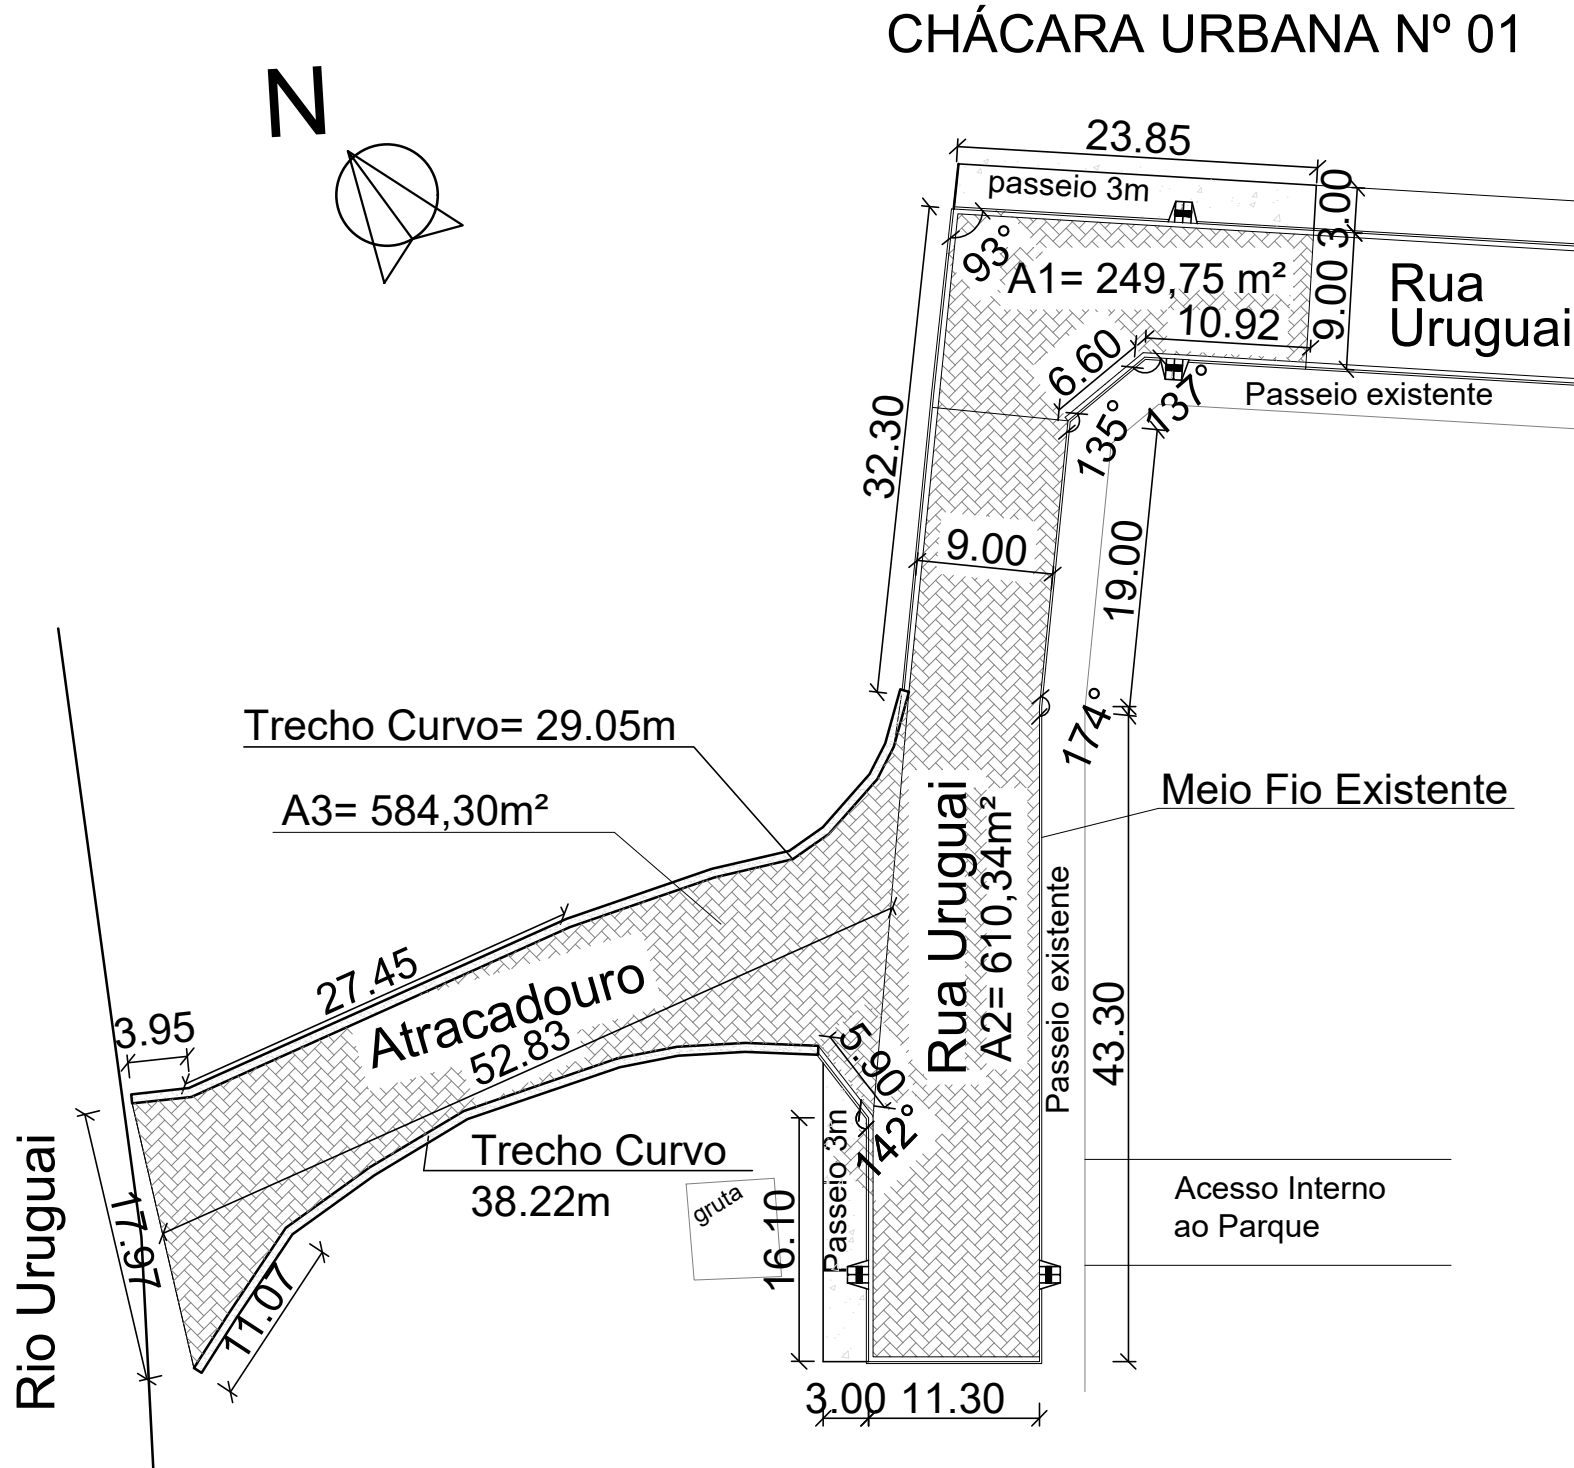 CHÁCARA URBANA Nº 01
N
23.85
passeio 3m
3.00
93°
A1= 249,75 m²
9.00
Rua
Uruguai
10.92
6.60
137°
135°
Passeio existente
32.30
9.00
19.00
174°
Trecho Curvo= 29.05m
A3= 584,30m²
Meio Fio Existente
Rua Uruguai
A2= 610,34m²
Passeio existente
43.30
27.45
Atracadouro
52.83
3.95
5.90
142°
Passeio 3m
Trecho Curvo
38.22m
gruta
16.10
Acesso Interno
ao Parque
Rio Uruguai
17.97
11.07
3.00
11.30